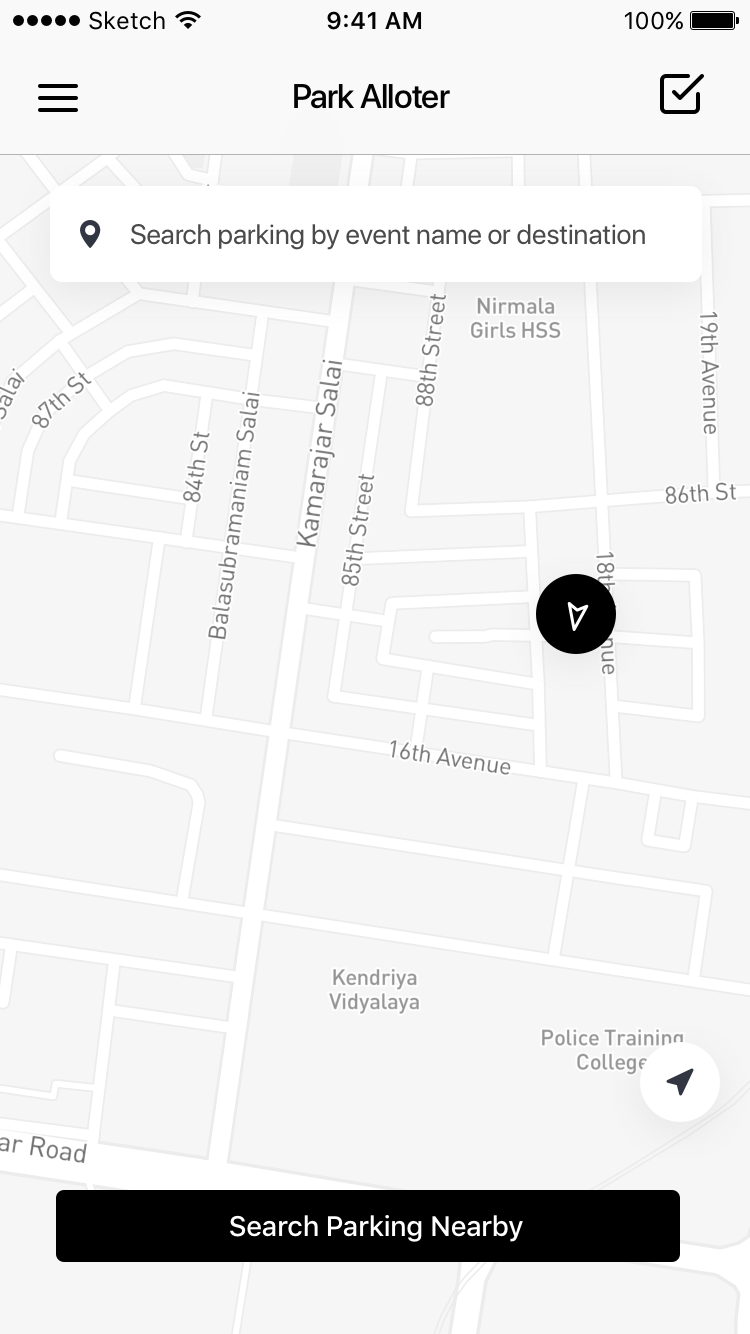 Sketch
9:41 AM
100%
Park Alloter
Search parking by event name or destination
Nirmala
Girls HSS
88th Street
19th Avenue
Salai
87th St
Kamarajar Salai
Balasubramaniam Salai
84th St
85th Street
86th St
18th
nue
16th Avenue
Kendriya
Vidyalaya
Police Training
College
ar Road
Search Parking Nearby